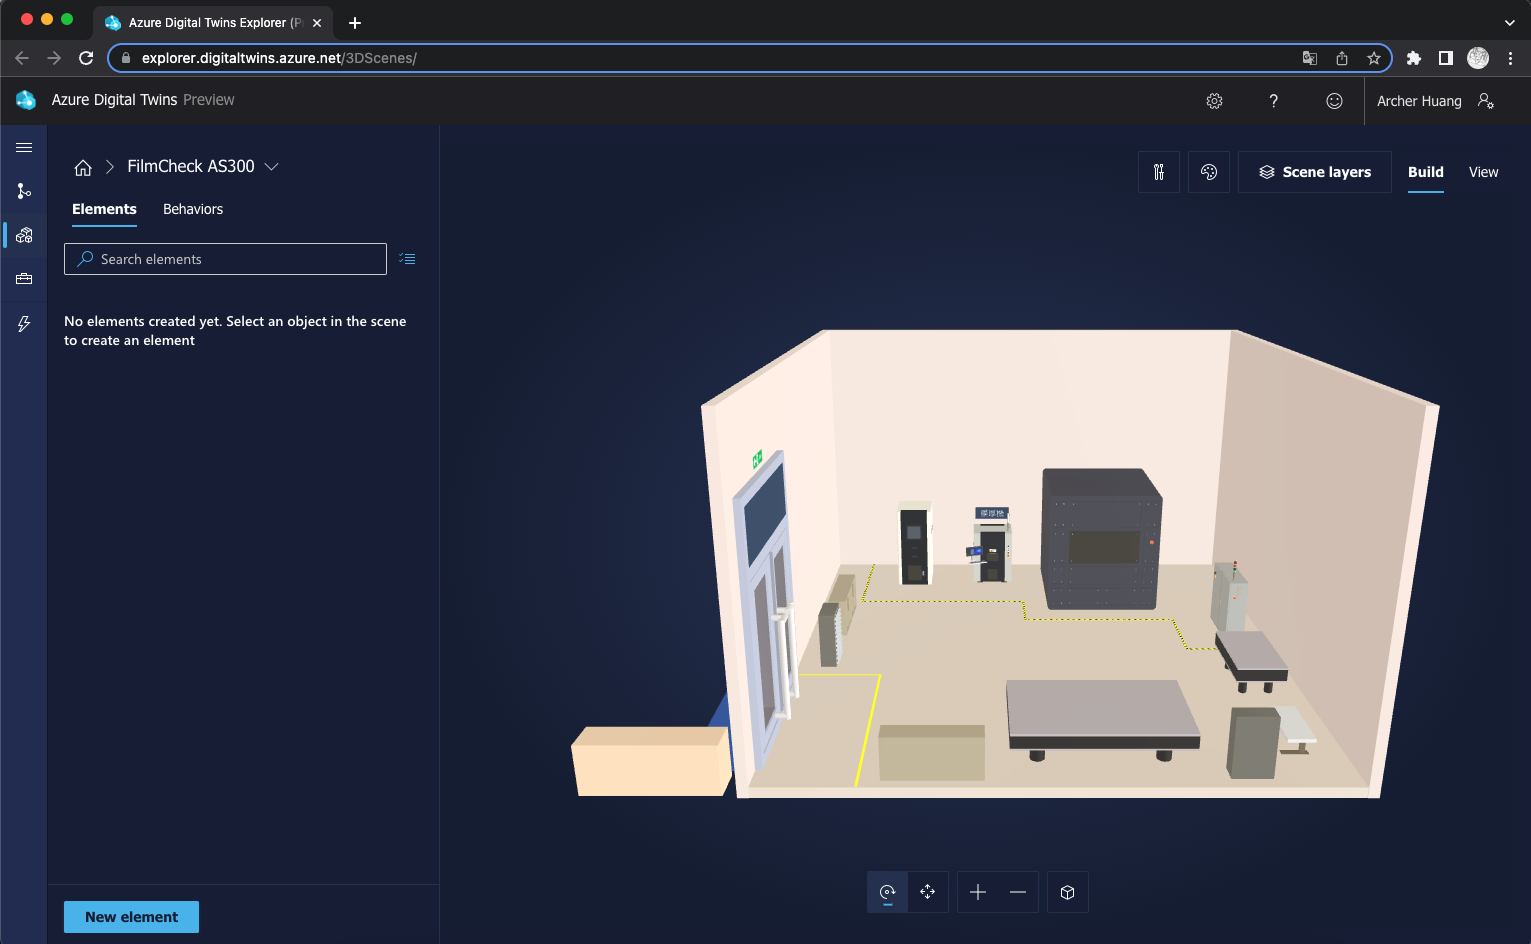 Azure Digital Twins Explorer (P
explorer.digitaltwins.azure.net/3DScenes/
Azure Digital Twins Preview
Archer Huang
FilmCheck AS300
Scene layers
Build
View
Elements
Behaviors
Search elements
No elements created yet. Select an object in the scene
to create an element
New element